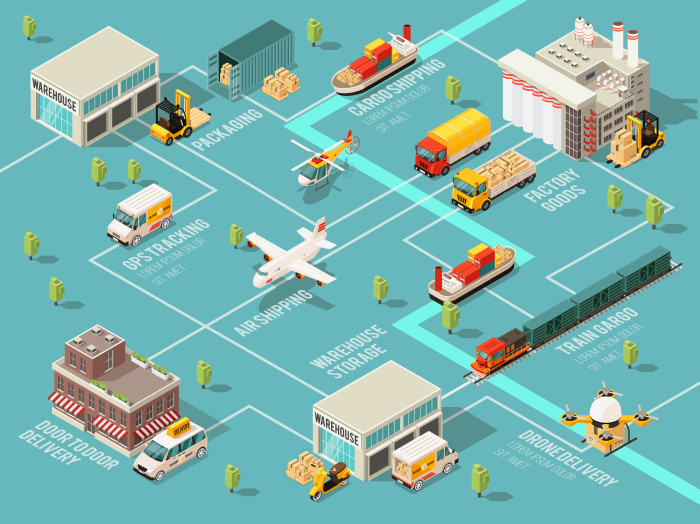 WAREHOUSE
PACKAGING
CARGO SHIPPING
LOREM IPSUM DOLOR
SIT AMET
FACTORY
GOODS
GPS TRACKING
LOREM IPSUM DOLOR
SIT AMET
AIR SHIPPING
WAREHOUSE
STORAGE
TRAIN CARGO
LOREM IPSUM DOLOR
SIT AMET
DOOR TO DOOR
DELIVERY
DELIVERY
WAREHOUSE
DRONE DELIVERY
LOREM IPSUM DOLOR
SIT AMET